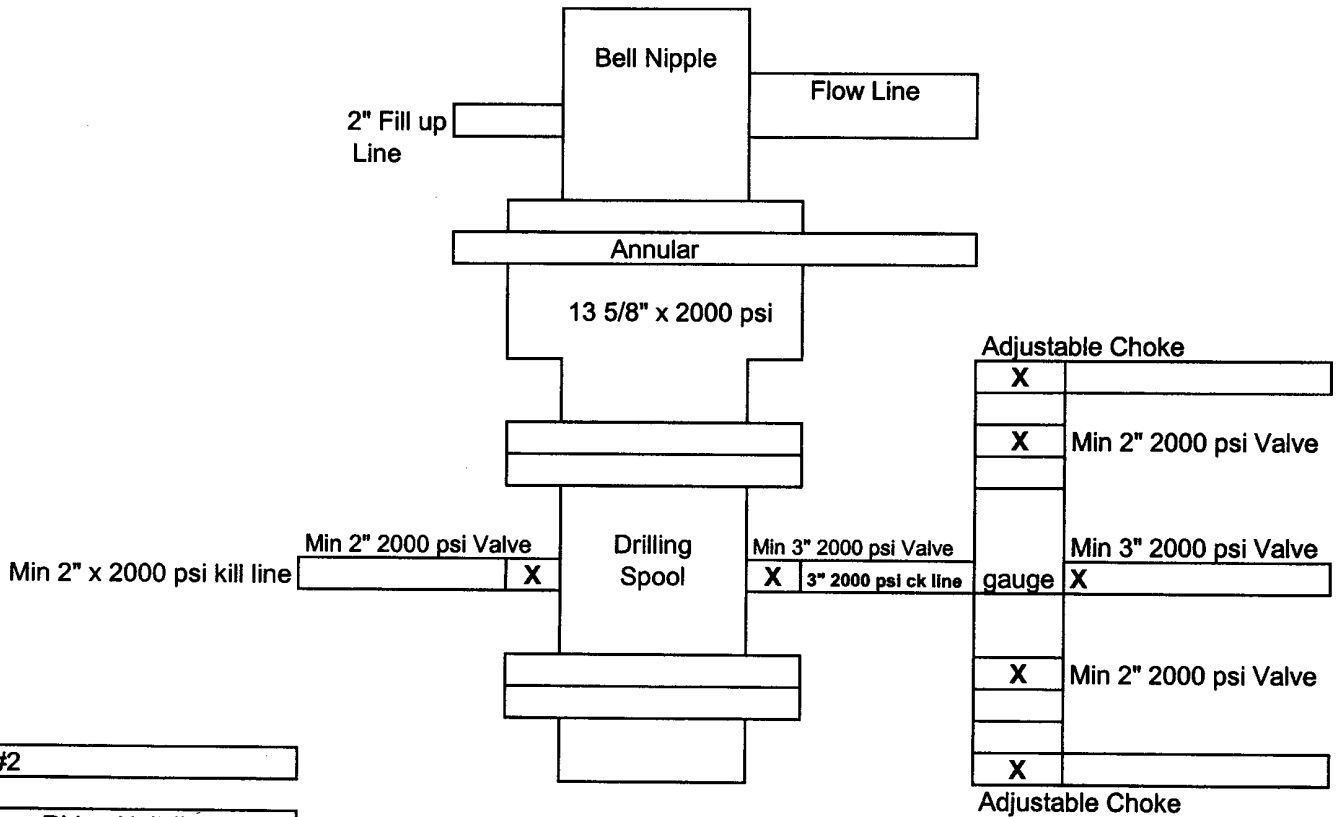 Bell Nipple
Flow Line
2" Fill up
Line
Annular
13 5/8" x 2000 psi
Adjustable Choke
X
X Min 2" 2000 psi Valve
Min 2" 2000 psi Valve
Drilling
Spool
Min 3" 2000 psi Valve
Min 3" 2000 psi Valve
Min 2" x 2000 psi kill line
X
X
3" 2000 psi ck line
gauge
X
X Min 2" 2000 psi Valve
#2
X
Adjustable Choke